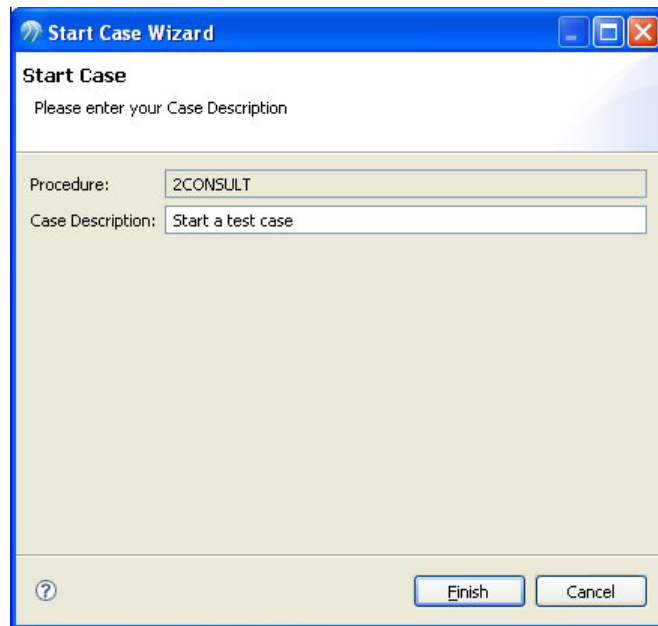 Start Case Wizard
Start Case
Please enter your Case Description
Procedure: 2CONSULT
Case Description: Start a test case
? Finish Cancel